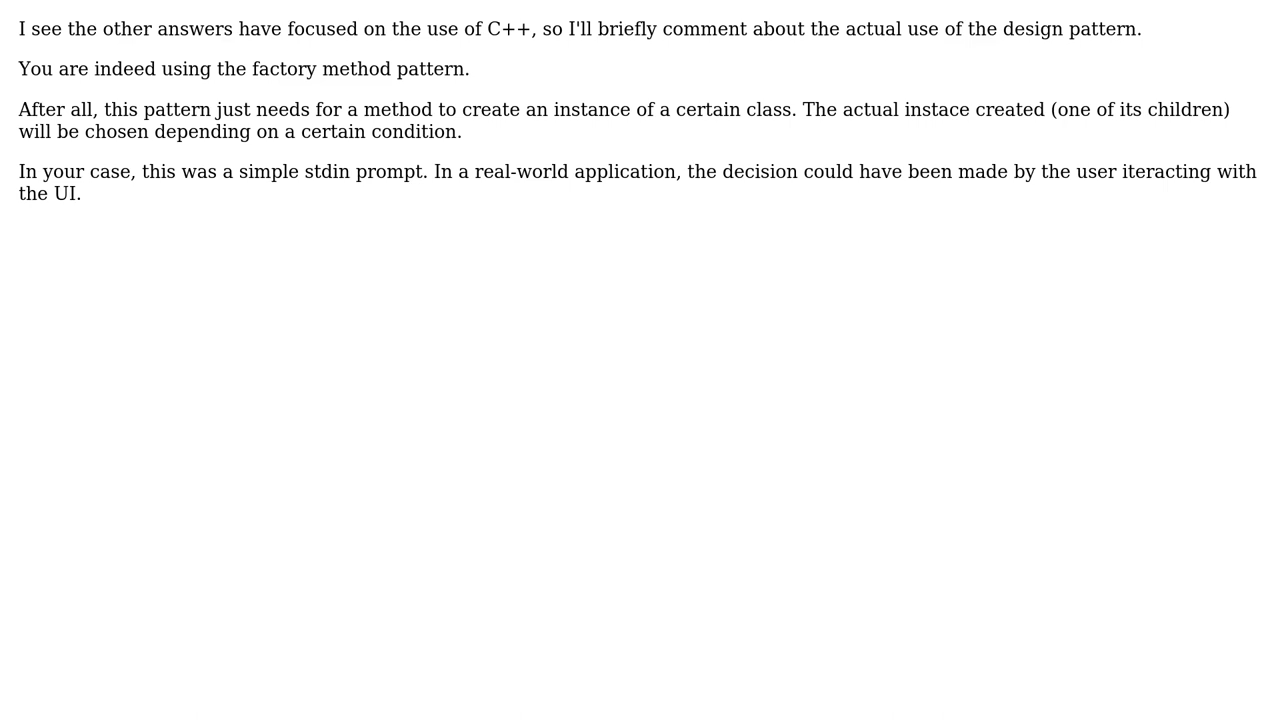 I see the other answers have focused on the use of C++, so I'll briefly comment about the actual use of the design pattern.
You are indeed using the factory method pattern.
After all, this pattern just needs for a method to create an instance of a certain class. The actual instace created (one of its children)
will be chosen depending on a certain condition.
In your case, this was a simple stdin prompt. In a real-world application, the decision could have been made by the user iteracting with
the UI.